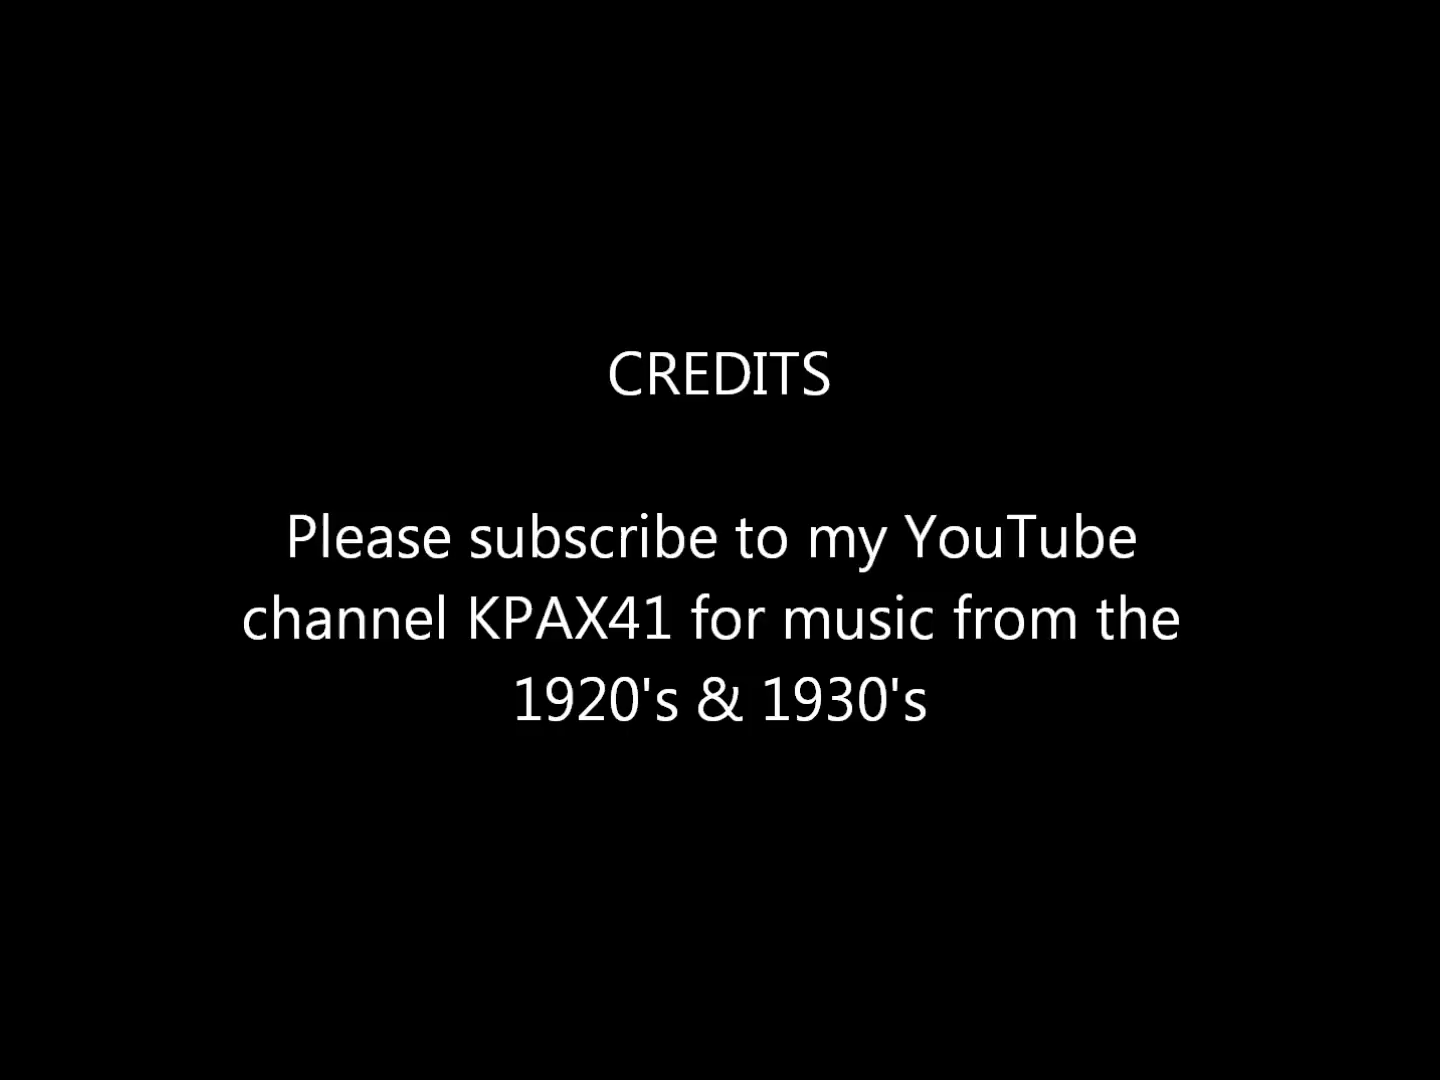 CREDITS
Please subscribe to my YouTube
channel KPAX41 for music from the
1920's & 1930's